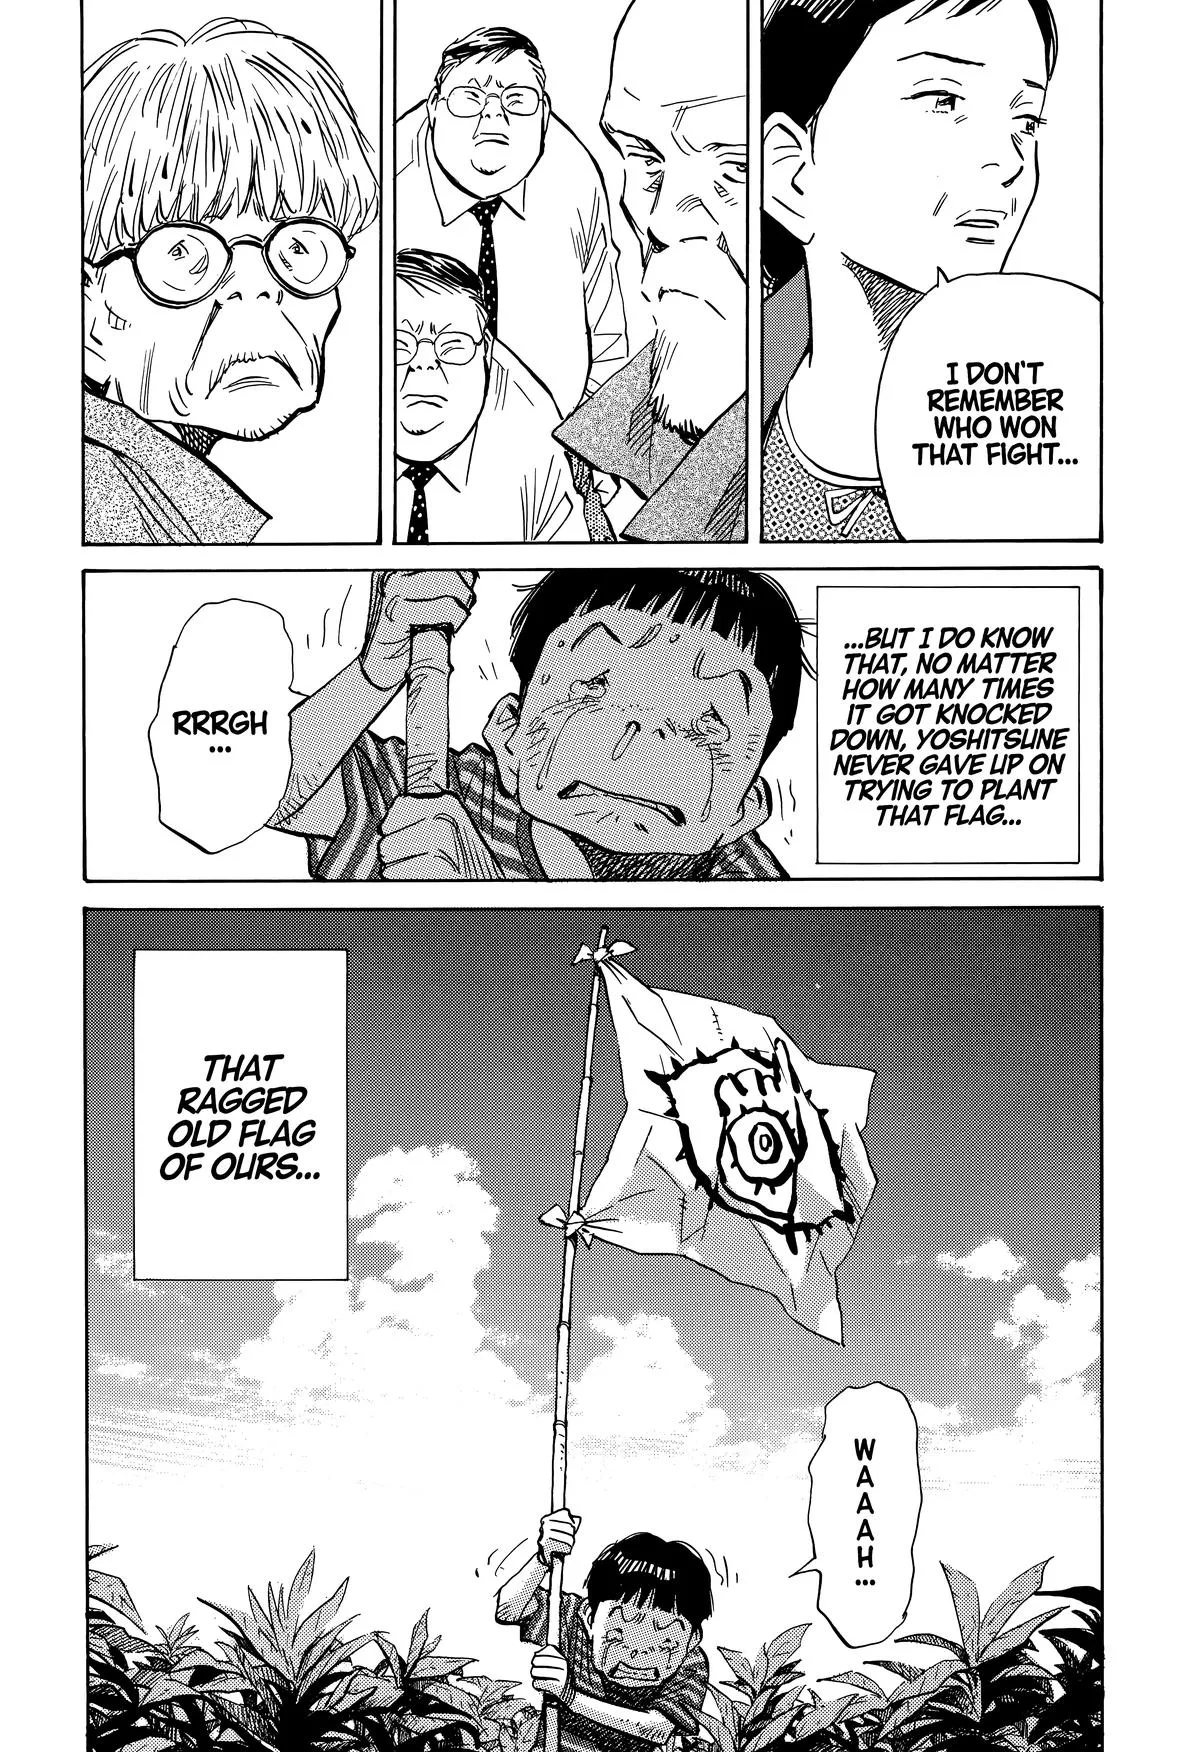 I DON'T
REMEMBER
WHO WON
THAT FIGHT...
...BUT I DO KNOW
THAT, NO MATTER
HOW MANY TIMES
IT GOT KNOCKED
DOWN, YOSHITSUNE
NEVER GAVE UP ON
TRYING TO PLANT
THAT FLAG...
RRRGH
...
THAT
RAGGED
OLD FLAG
OF OURS...
W
A
A
A
H
...